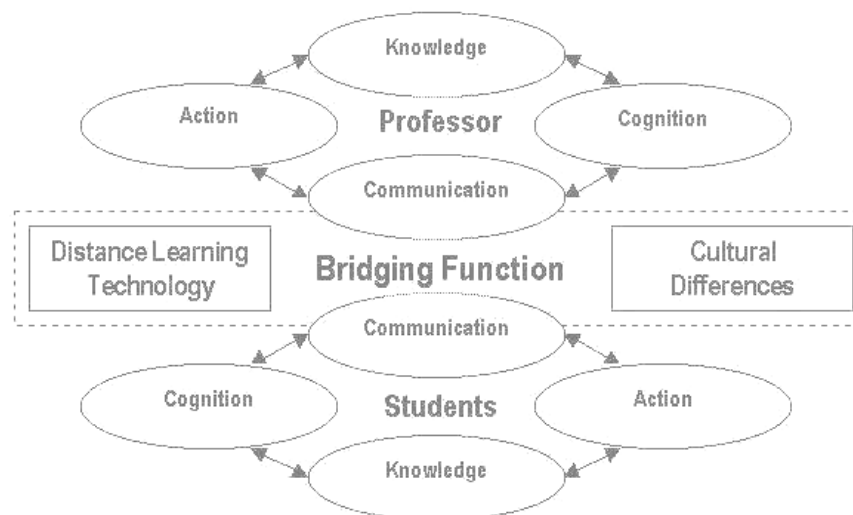 Knowledge
Action
Professor
Cognition
Communication
Distance Learning
Technology
Bridging Function
Cultural
Differences
Communication
Cognition
Students
Action
Knowledge